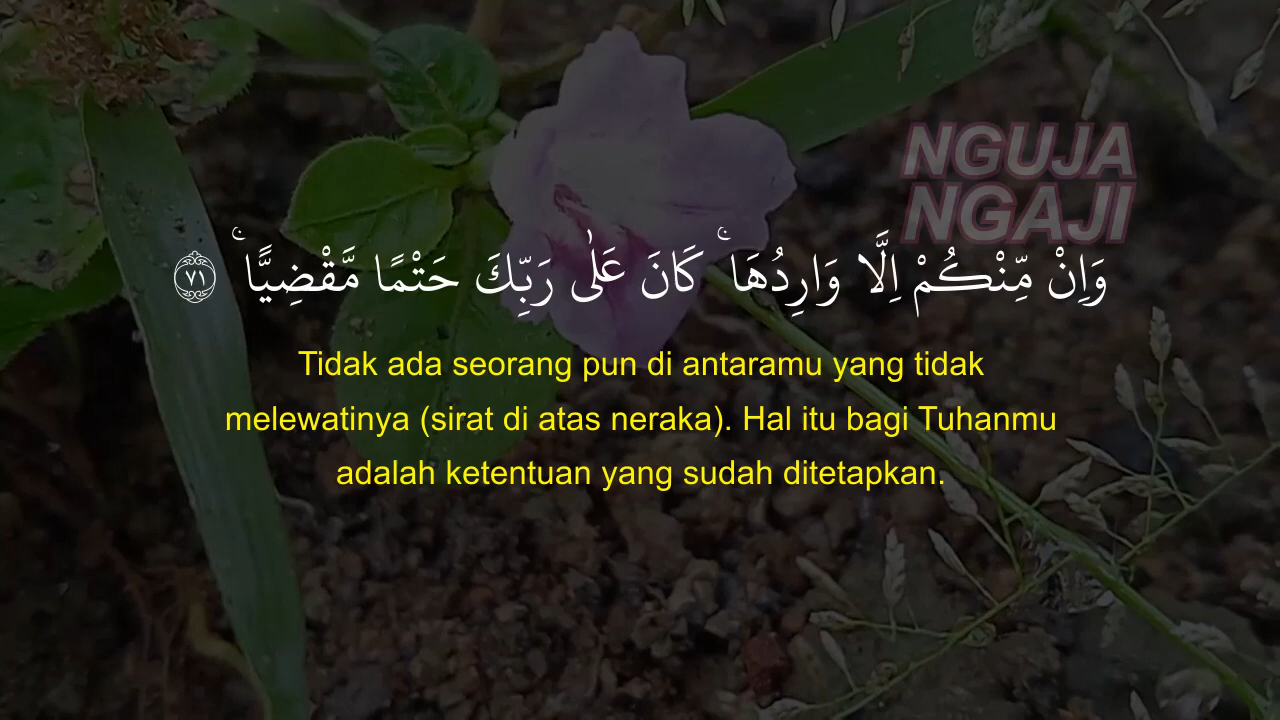 NGUJA
NGAJI
وَاِنْ مِّنْكُمْ اِلَّا وَارِدُهَا ۚ كَانَ عَلٰى رَبِّكَ حَتْمًا مَّقْضِيًّا ۚ ٧١
Tidak ada seorang pun di antaramu yang tidak
melewatinya (sirat di atas neraka). Hal itu bagi Tuhanmu
adalah ketentuan yang sudah ditetapkan.